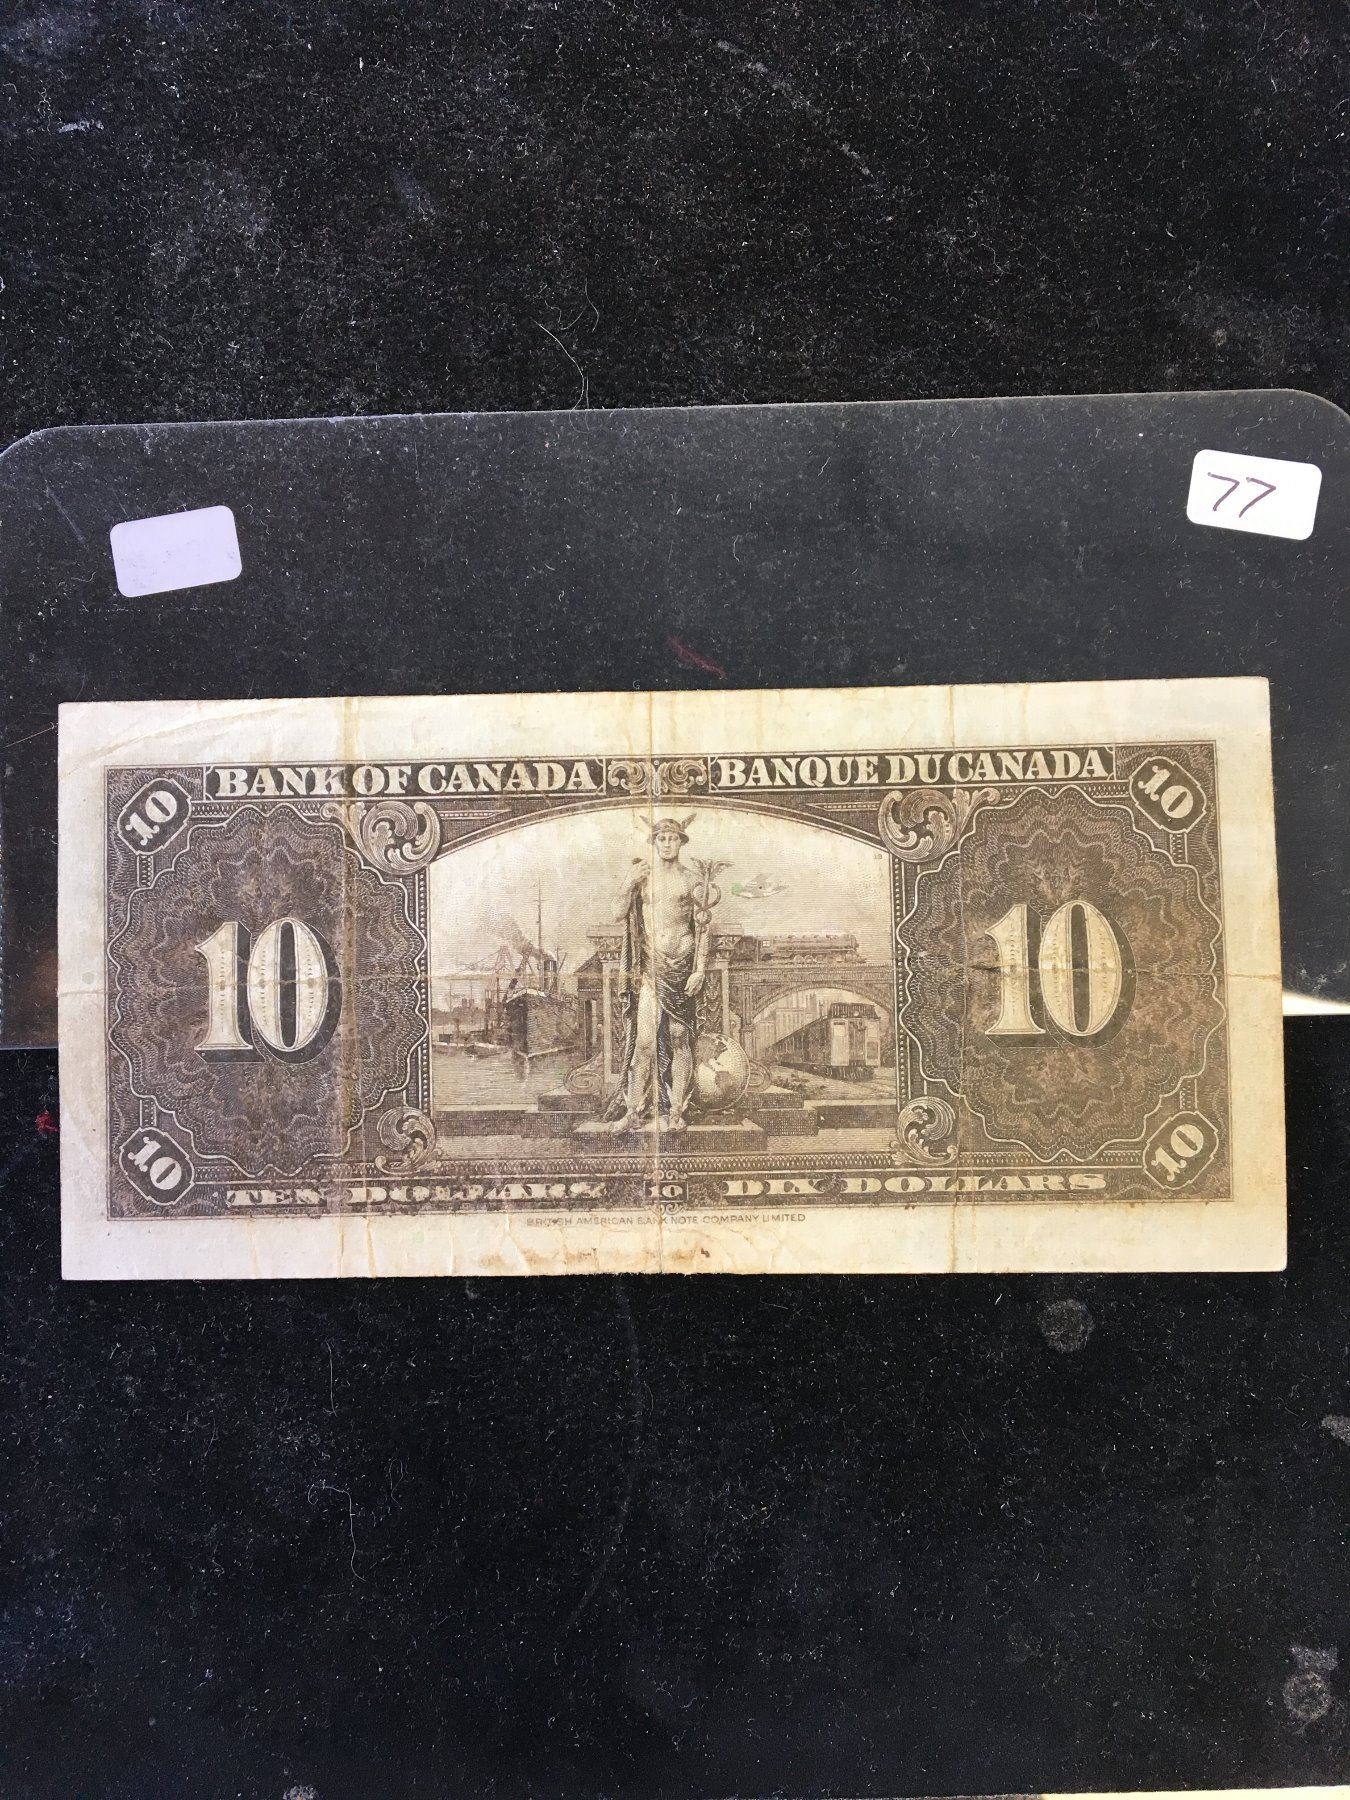 77
BANK OF CANADA BANQUE DU CANADA
10 10
10 10
10 10
TEN DOLLARS 10 DIX DOLLARS
BRITISH AMERICAN BANK NOTE COMPANY LIMITED